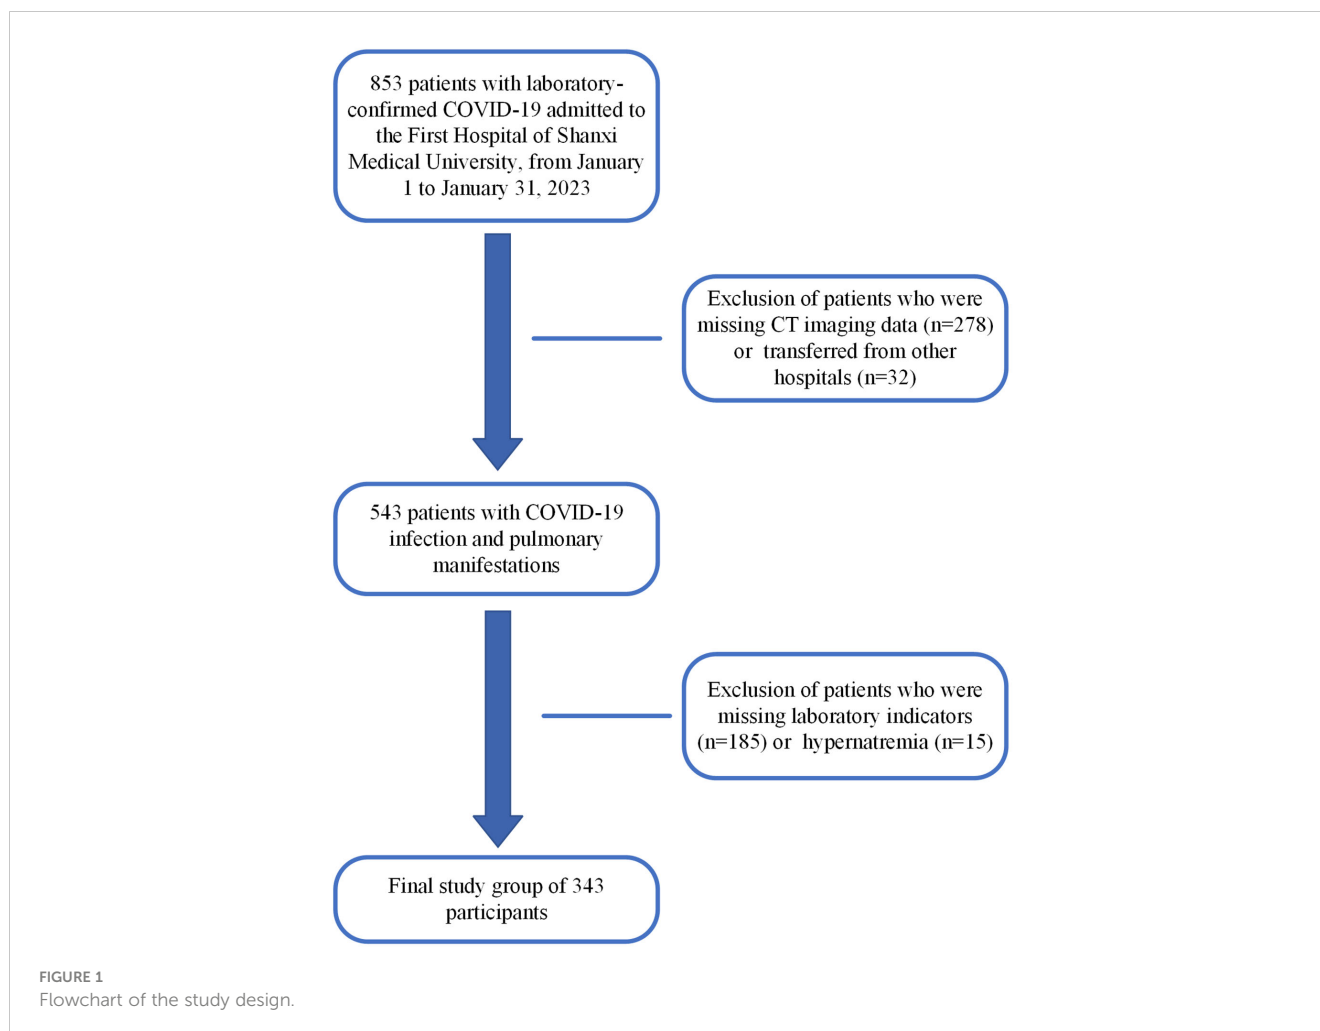 853 patients with laboratory-
confirmed COVID-19 admitted to
the First Hospital of Shanxi
Medical University, from January
1 to January 31, 2023
Exclusion of patients who were
missing CT imaging data (n=278)
or transferred from other
hospitals (n=32)
543 patients with COVID-19
infection and pulmonary
manifestations
Exclusion of patients who were
missing laboratory indicators
(n=185) or hypernatremia (n=15)
Final study group of 343
participants
FIGURE 1
Flowchart of the study design.